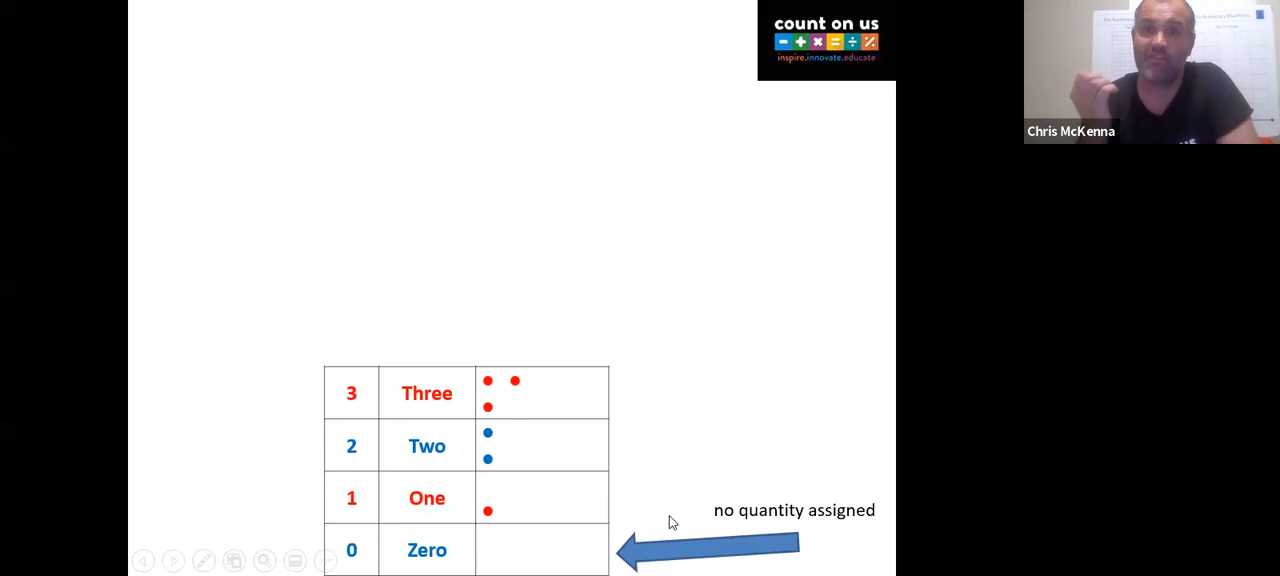 count on us
− + × = ÷ %
inspire.innovate.educate
Chris McKenna
3 Three
2 Two
1 One
no quantity assigned
0 Zero